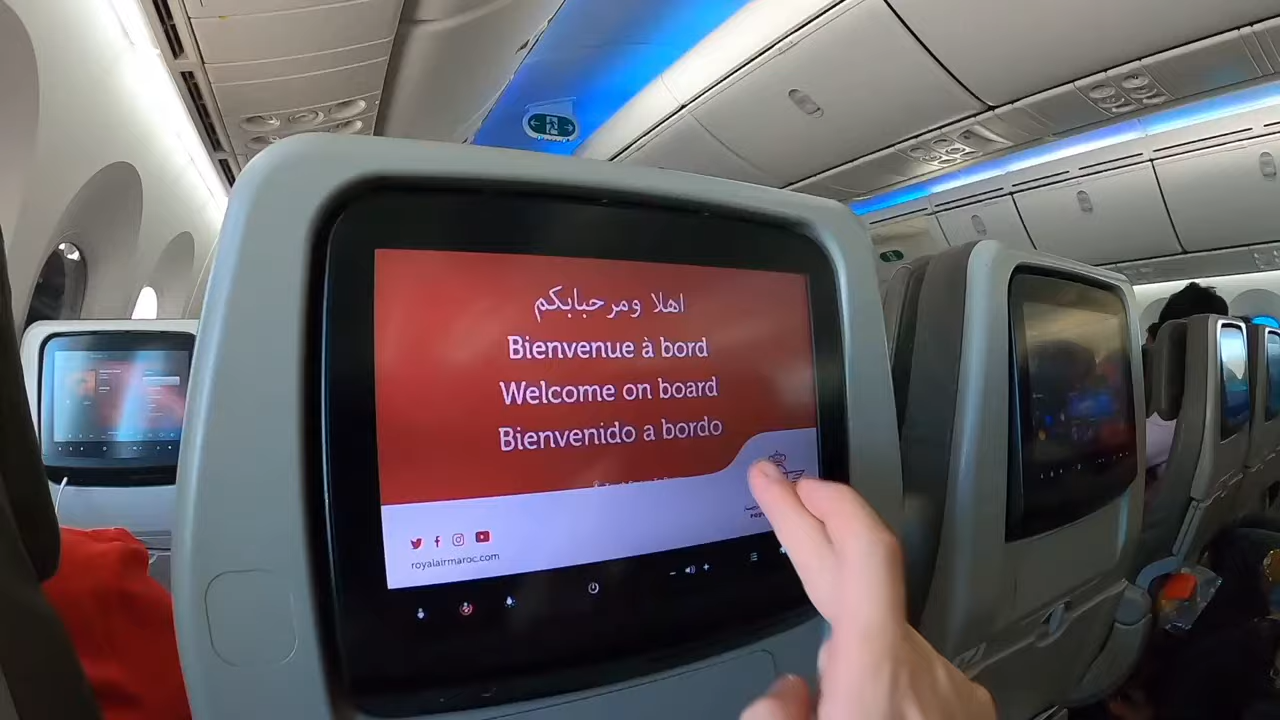 اهلا ومرحبابكم
Bienvenue à bord
Welcome on board
Bienvenido a bordo
royalairmaroc.com